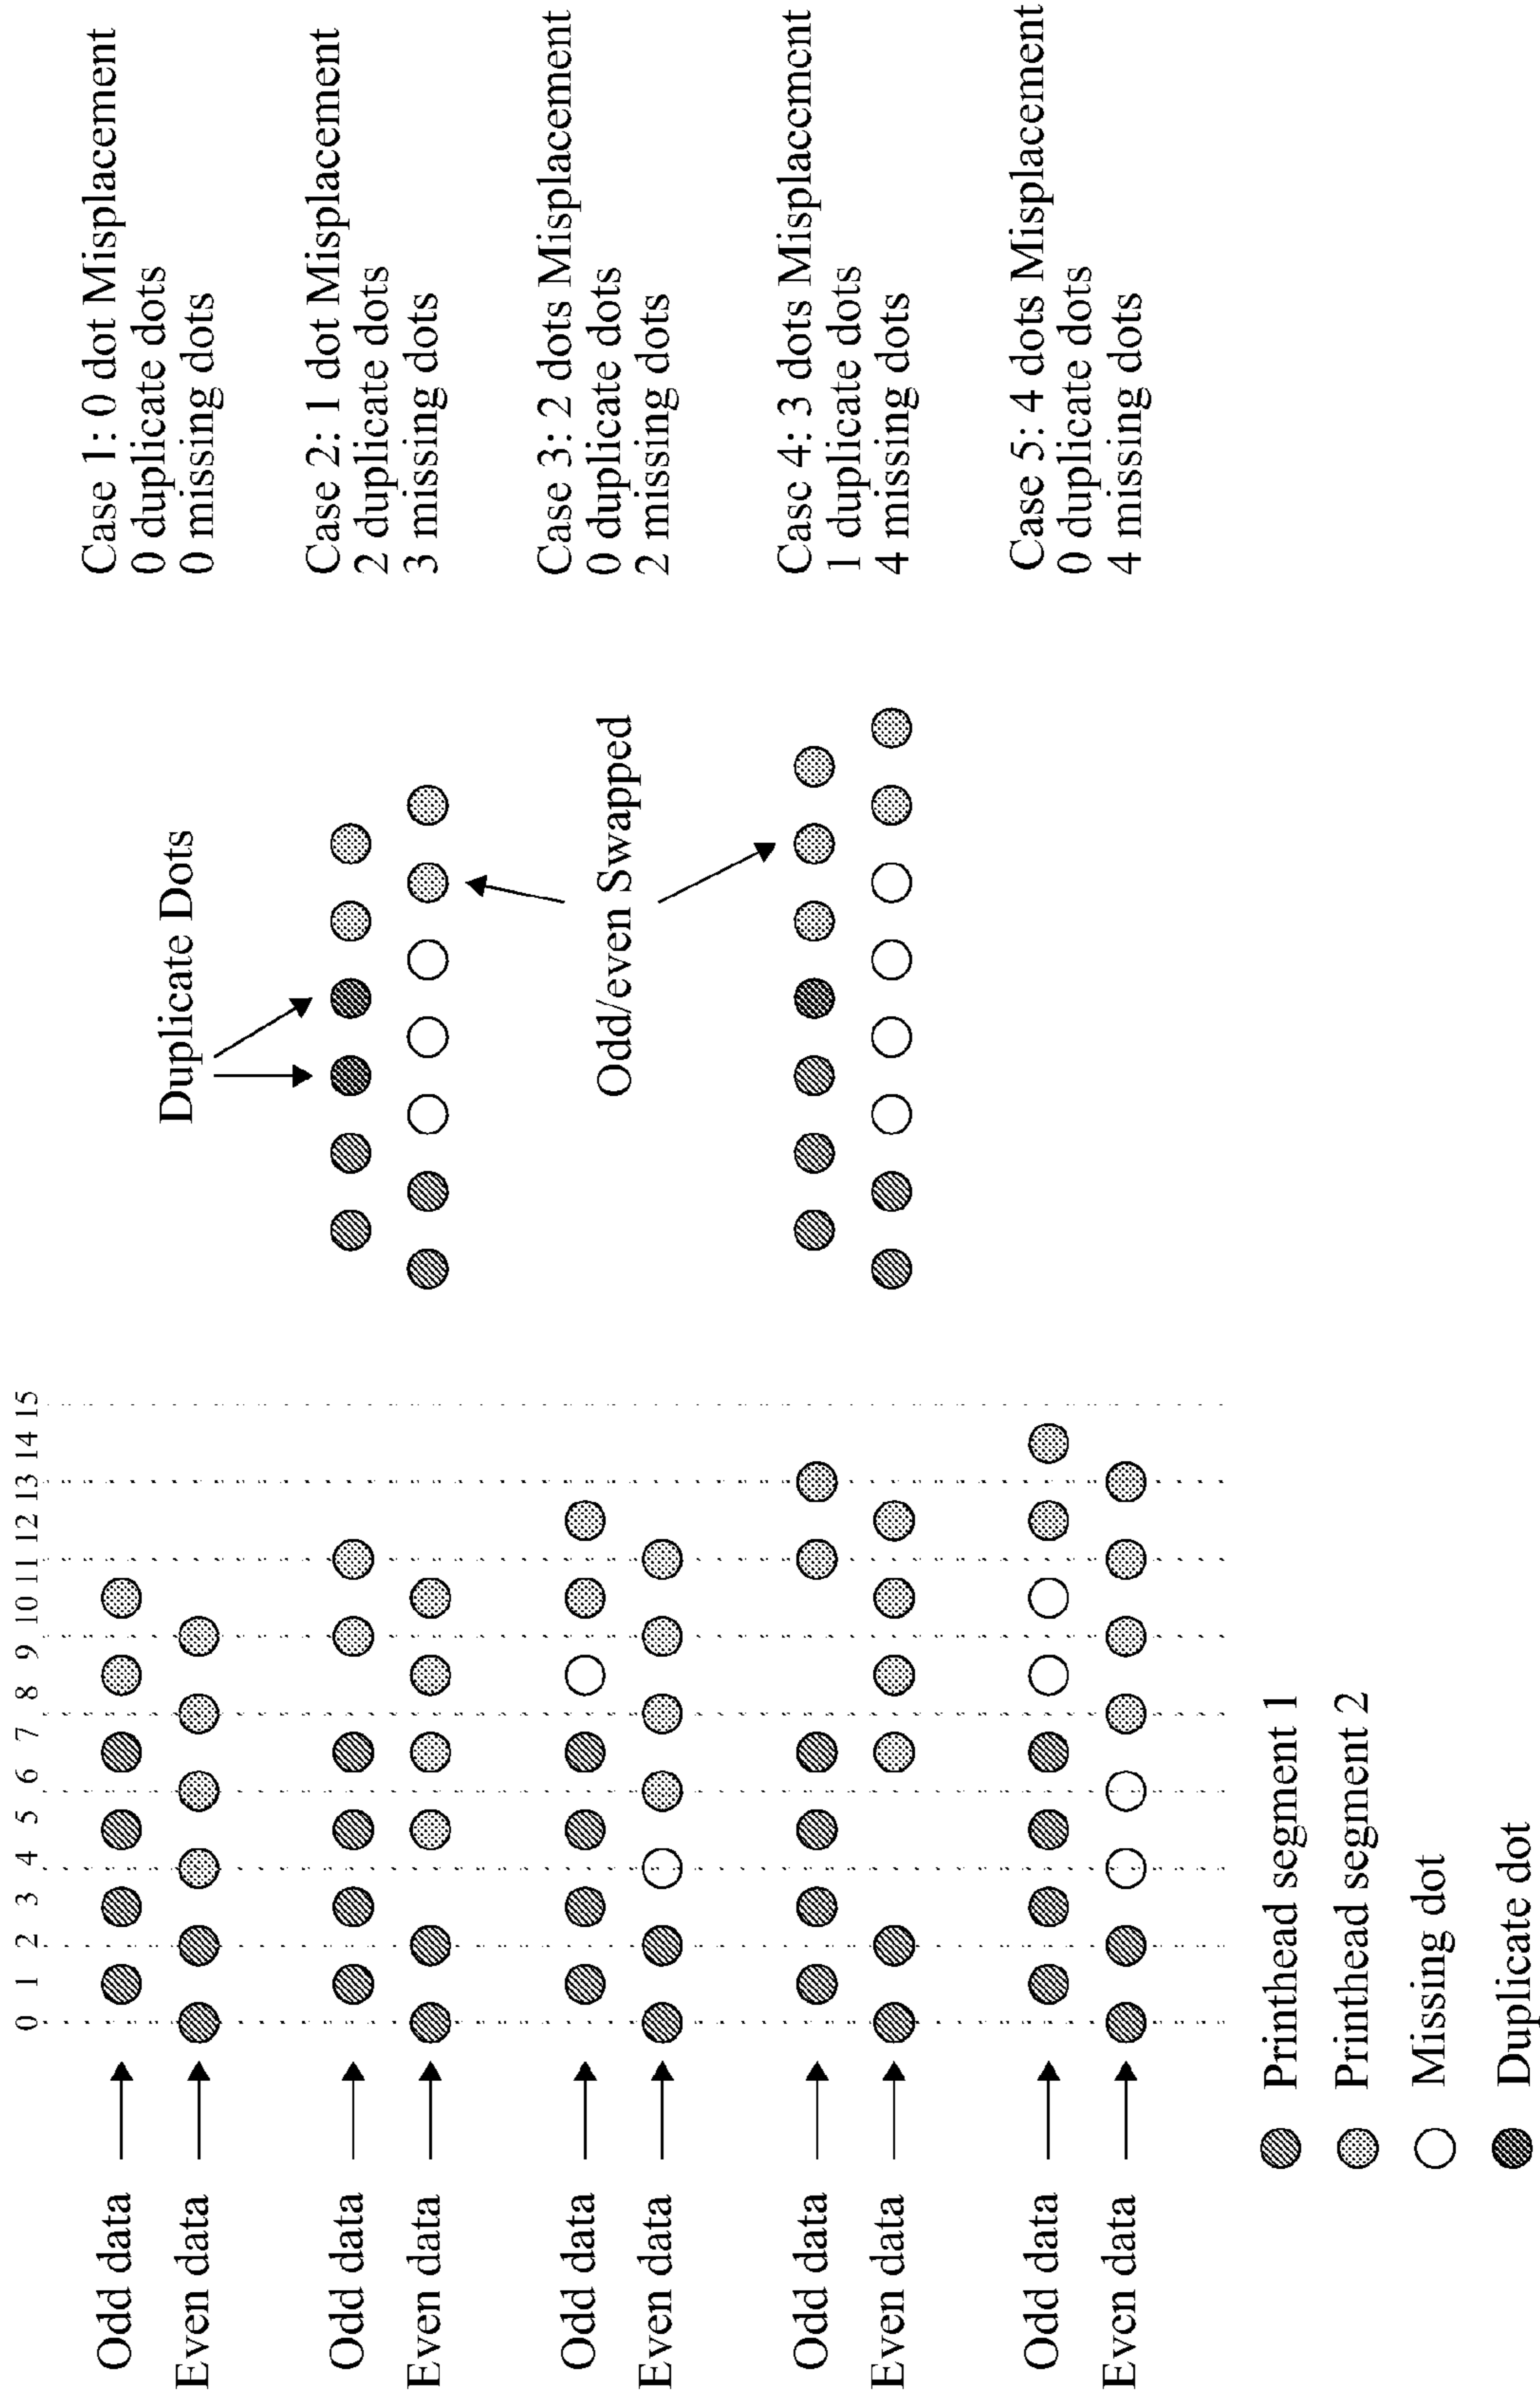 0 1 2 3 4 5 6 7 8 9 10 11 12 13 14 15
Odd data
Even data
Case 1: 0 dot Misplacement
0 duplicate dots
0 missing dots
Duplicate Dots
Odd data
Even data
Case 2: 1 dot Misplacement
2 duplicate dots
3 missing dots
Odd data
Even data
Odd/even Swapped
Case 3: 2 dots Misplacement
0 duplicate dots
2 missing dots
Odd data
Even data
Case 4: 3 dots Misplacement
1 duplicate dots
4 missing dots
Odd data
Even data
Case 5: 4 dots Misplacement
0 duplicate dots
4 missing dots
Printhead segment 1
Printhead segment 2
Missing dot
Duplicate dot